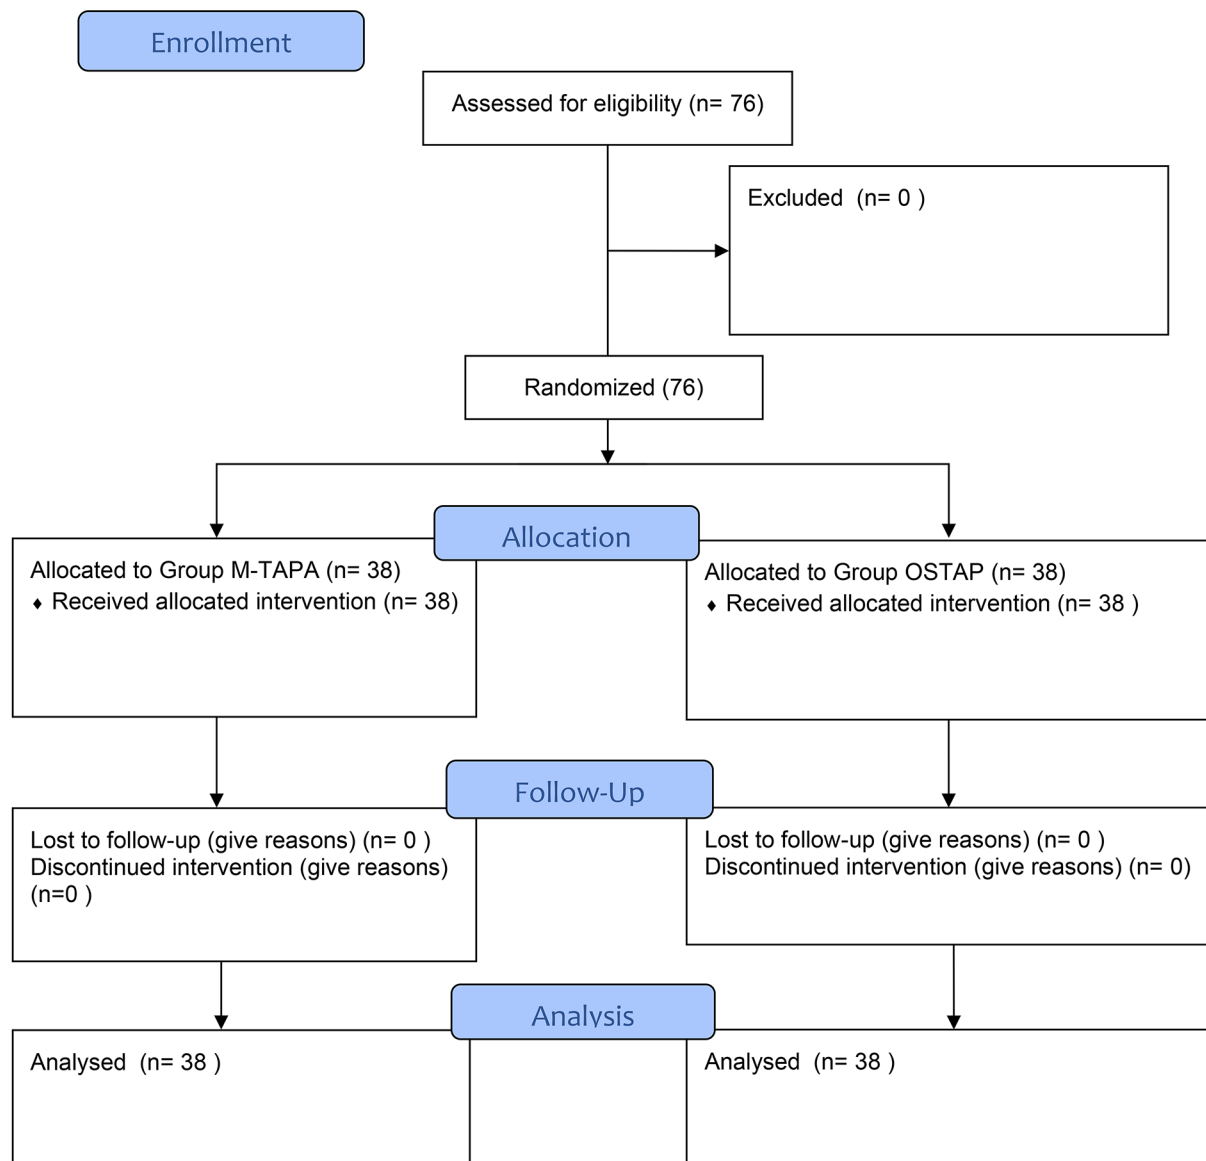 Enrollment
Assessed for eligibility (n= 76)
Excluded  (n= 0 )
Randomized (76)
Allocation
Allocated to Group M-TAPA (n= 38)
♦ Received allocated intervention (n= 38)
Allocated to Group OSTAP (n= 38)
♦ Received allocated intervention (n= 38 )
Follow-Up
Lost to follow-up (give reasons) (n= 0 )
Discontinued intervention (give reasons)
(n=0 )
Lost to follow-up (give reasons) (n= 0 )
Discontinued intervention (give reasons) (n= 0)
Analysis
Analysed  (n= 38 )
Analysed  (n= 38 )